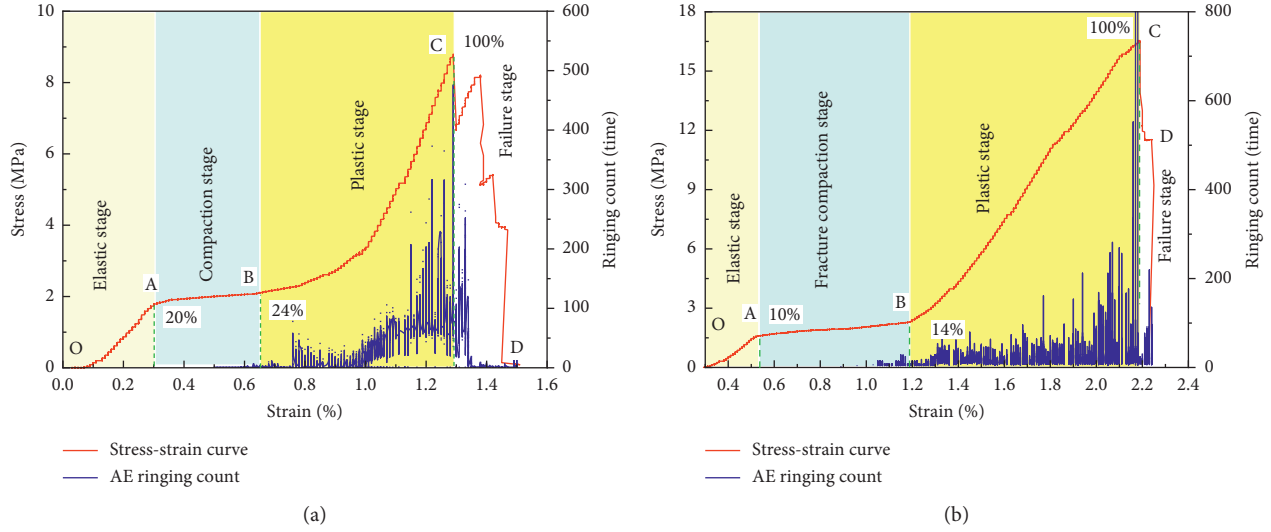 (a)
Stress (MPa)
10
8
6
4
2
0
0.0 0.2 0.4 0.6 0.8 1.0 1.2 1.4 1.6
Strain (%)
600
500
400
300
200
100
0
Ringing count (time)
Elastic stage
Compaction stage
Plastic stage
Failure stage
O
A
B
C
D
20%
24%
100%
Stress-strain curve
AE ringing count
(b)
Stress (MPa)
18
15
12
9
6
3
0
0.4 0.6 0.8 1.0 1.2 1.4 1.6 1.8 2.0 2.2 2.4
Strain (%)
800
600
400
200
0
Ringing count (time)
Elastic stage
Fracture compaction stage
Plastic stage
Failure stage
O
A
B
C
D
10%
14%
100%
Stress-strain curve
AE ringing count